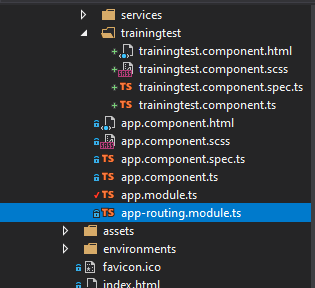 services
trainingtest
trainingtest.component.html
trainingtest.component.scss
TS trainingtest.component.spec.ts
TS trainingtest.component.ts
app.component.html
app.component.scss
TS app.component.spec.ts
TS app.component.ts
TS app.module.ts
TS app-routing.module.ts
assets
environments
favicon.ico
index.html